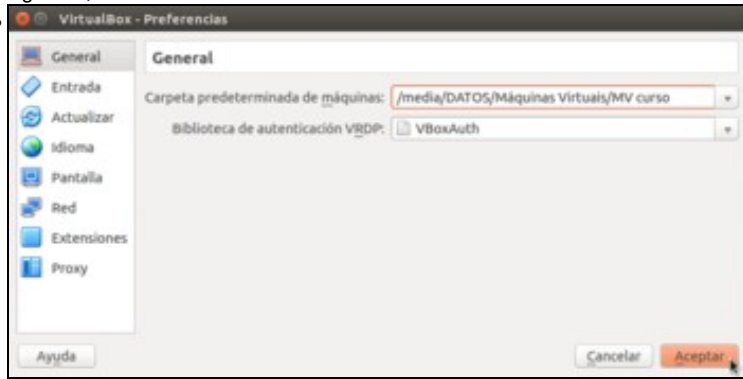 VirtualBox - Preferencias
General
Entrada
Actualizar
Idioma
Pantalla
Red
Extensiones
Proxy
General
Carpeta predeterminada de máquinas: /media/DATOS/Máquinas Virtuais/MV curso
Biblioteca de autenticación VRDP: VBoxAuth
Ayuda
Cancelar
Aceptar